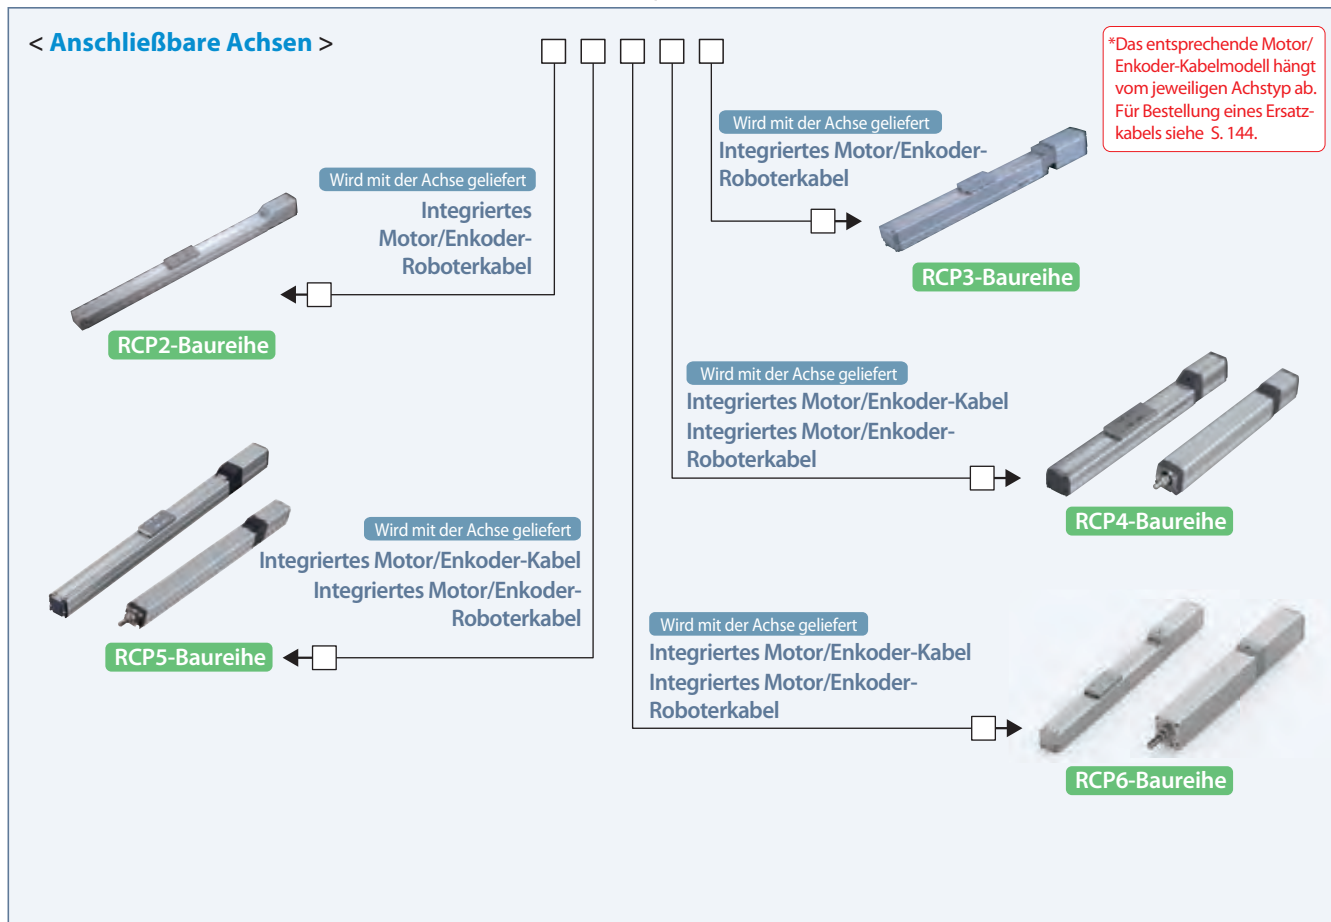 < Anschließbare Achsen >
*Das entsprechende Motor/
Enkoder-Kabelmodell hängt
vom jeweiligen Achstyp ab.
Für Bestellung eines Ersatz-
kabels siehe S. 144.
Wird mit der Achse geliefert
Integriertes Motor/Enkoder-
Roboterkabel
RCP3-Baureihe
Wird mit der Achse geliefert
Integriertes
Motor/Enkoder-
Roboterkabel
RCP2-Baureihe
Wird mit der Achse geliefert
Integriertes Motor/Enkoder-Kabel
Integriertes Motor/Enkoder-
Roboterkabel
RCP4-Baureihe
Wird mit der Achse geliefert
Integriertes Motor/Enkoder-Kabel
Integriertes Motor/Enkoder-
Roboterkabel
RCP5-Baureihe
Wird mit der Achse geliefert
Integriertes Motor/Enkoder-Kabel
Integriertes Motor/Enkoder-
Roboterkabel
RCP6-Baureihe